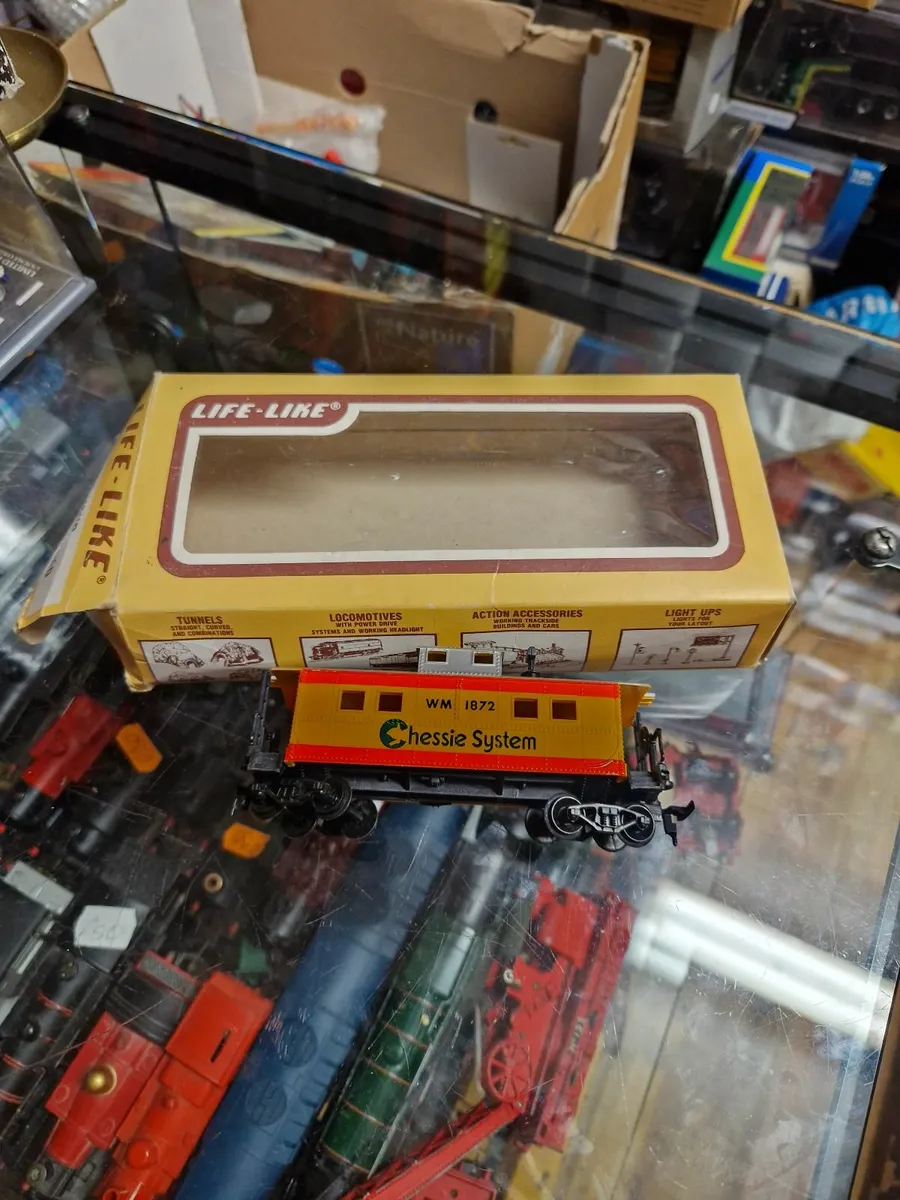 Nature
LIFE-LIKE®
LIFE-LIKE®
TUNNELS
STRAIGHT, CURVED,
AND COMBINATIONS
LOCOMOTIVES
WITH POWER DRIVE
SYSTEMS AND WORKING HEADLIGHT
ACTION ACCESSORIES
WORKING TRACKSIDE
BUILDINGS AND CARS
LIGHT UPS
LIGHTS FOR
YOUR LAYOUT
WM 1872
Chessie System